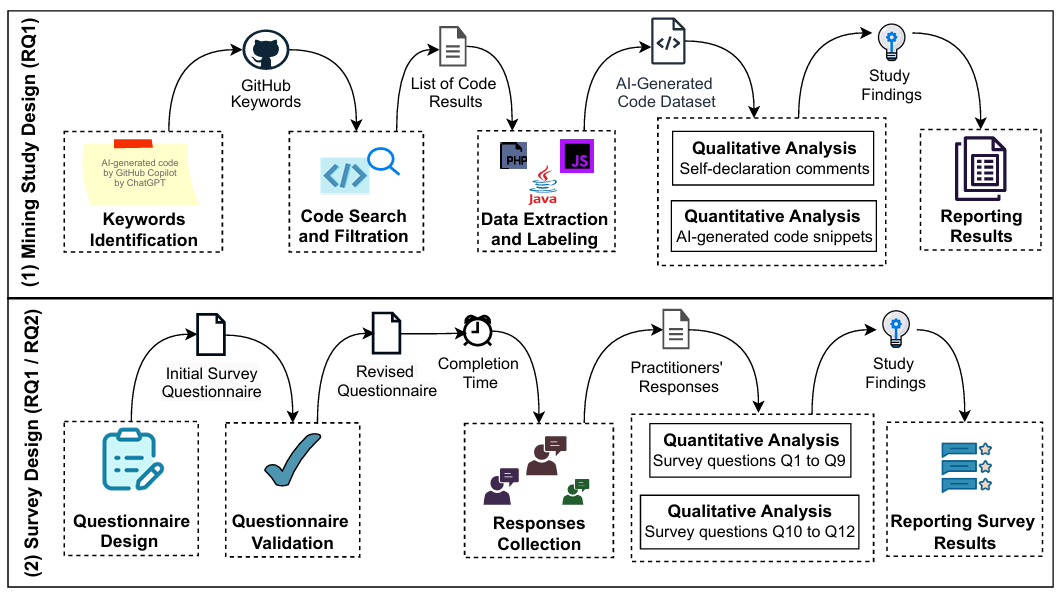 (1) Mining Study Design (RQ1)
GitHub
Keywords
List of Code
Results
AI-Generated
Code Dataset
Study
Findings
AI-generated code
by GitHub Copilot
by ChatGPT
Keywords
Identification
Code Search
and Filtration
PHP
JS
Java
Data Extraction
and Labeling
Qualitative Analysis
Self-declaration comments
Quantitative Analysis
AI-generated code snippets
Reporting
Results
(2) Survey Design (RQ1 / RQ2)
Initial Survey
Questionnaire
Revised
Questionnaire
Completion
Time
Practitioners'
Responses
Study
Findings
Questionnaire
Design
Questionnaire
Validation
Responses
Collection
Quantitative Analysis
Survey questions Q1 to Q9
Qualitative Analysis
Survey questions Q10 to Q12
Reporting Survey
Results